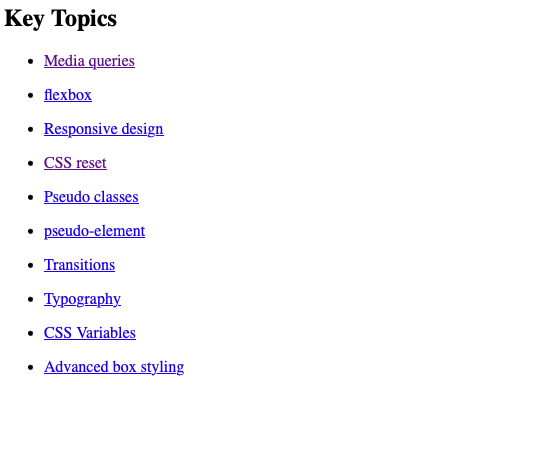 Key Topics
Media queries
flexbox
Responsive design
CSS reset
Pseudo classes
pseudo-element
Transitions
Typography
CSS Variables
Advanced box styling